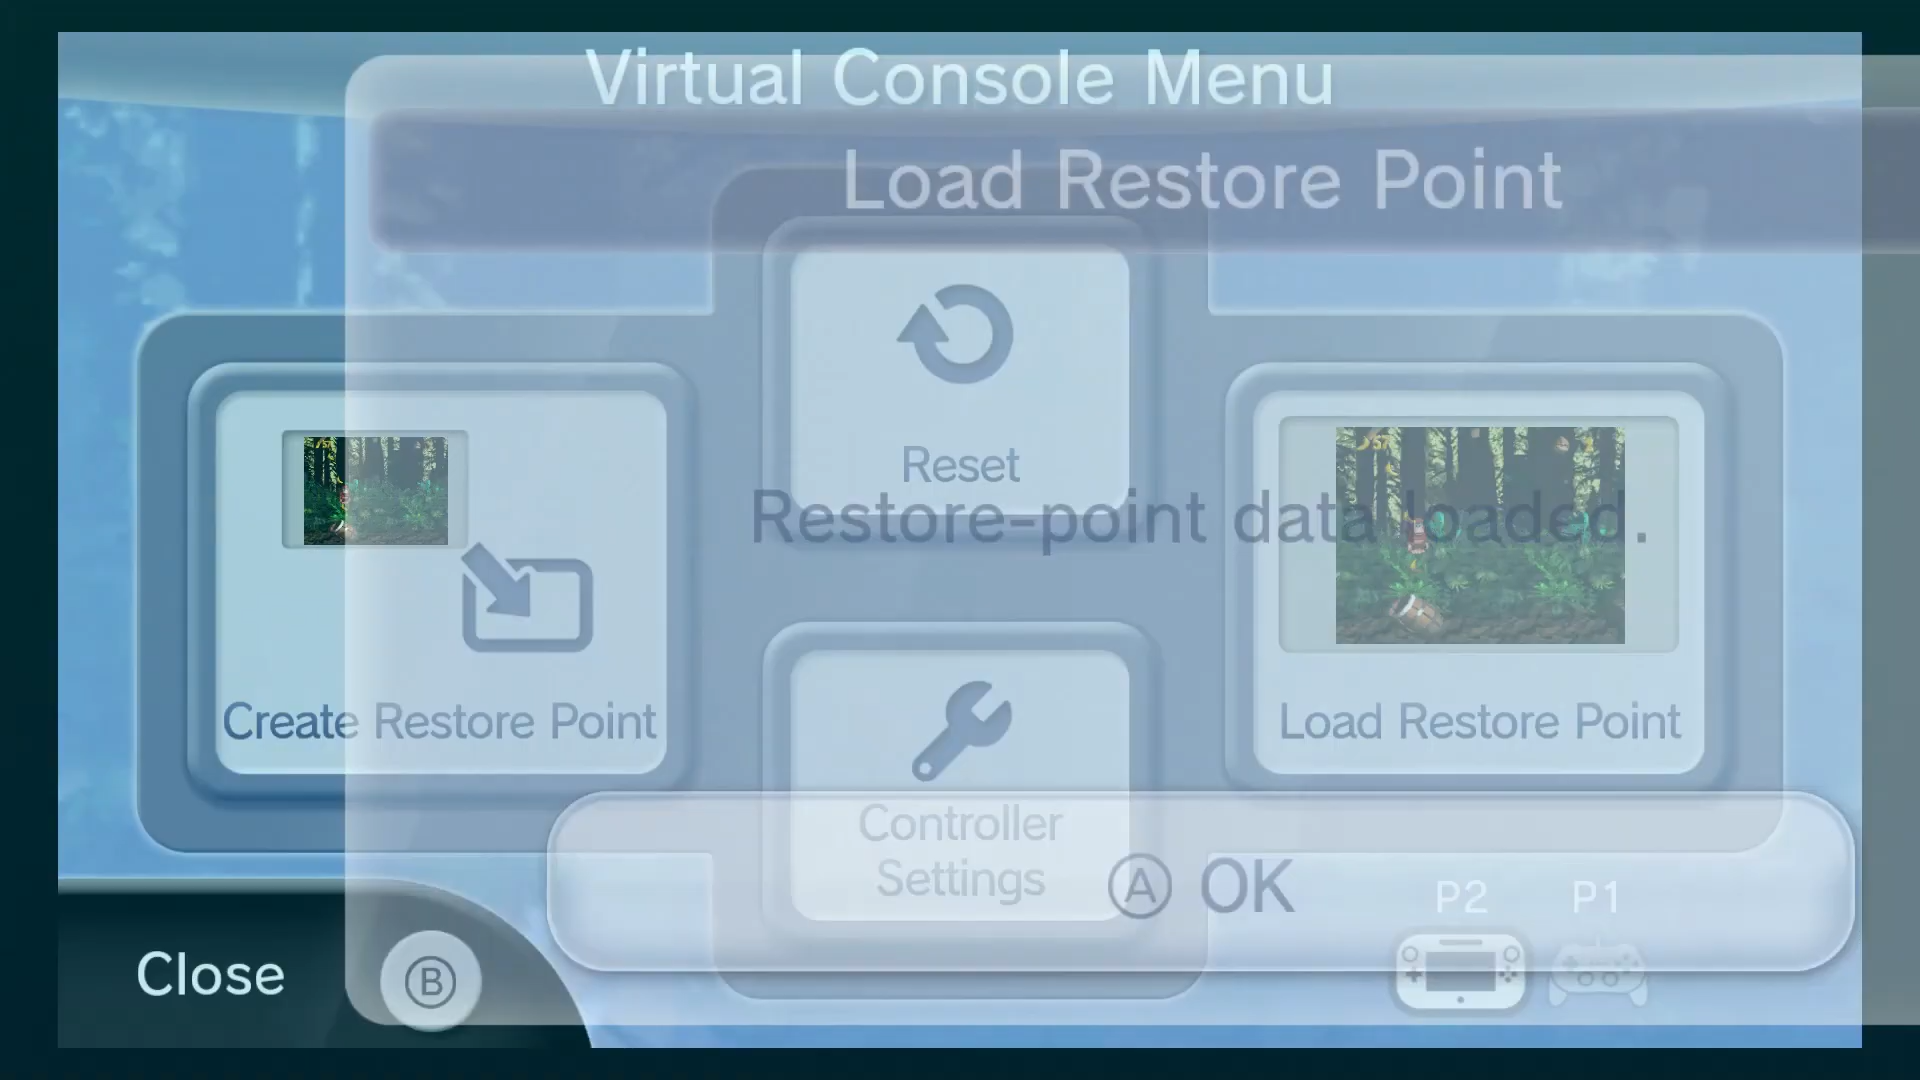 Virtual Console Menu
Load Restore Point
Reset
Restore-point data loaded.
Create Restore Point
Load Restore Point
Controller
Settings
A OK
P2 P1
Close B